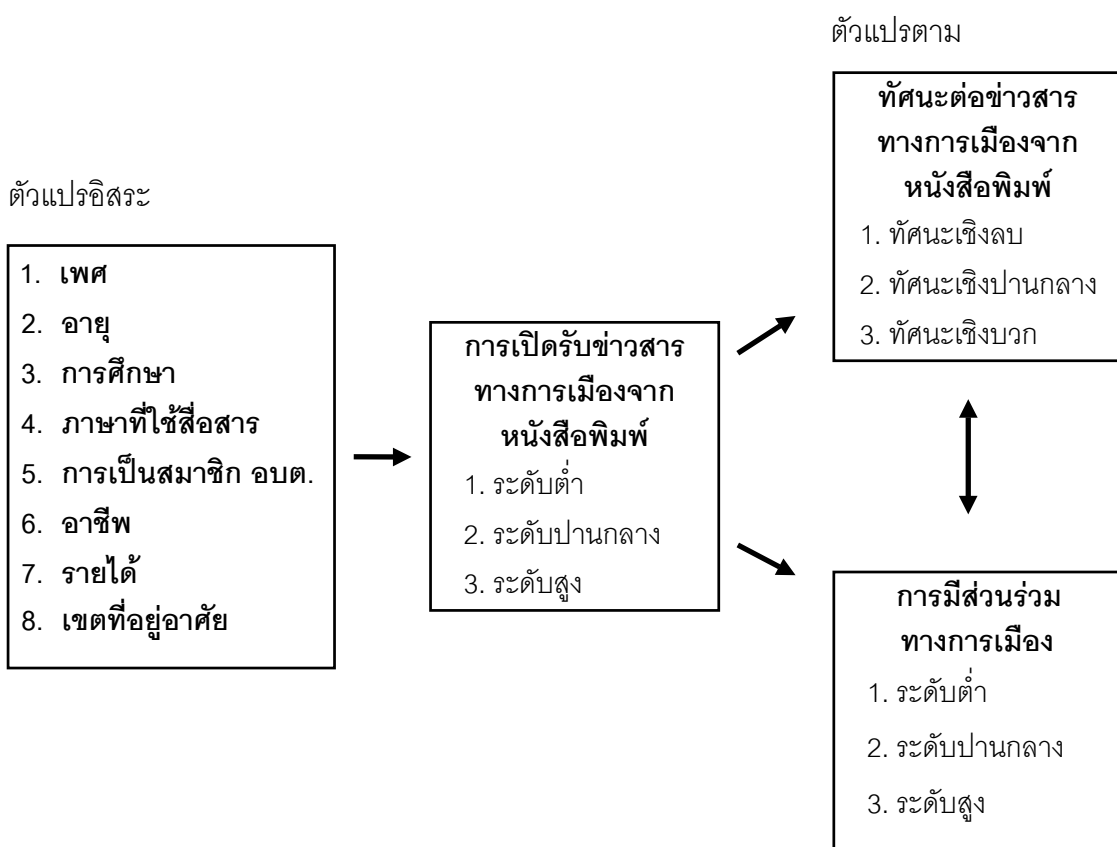 ตัวแปรตาม
ทัศนะต่อข่าวสาร
ทางการเมืองจาก
หนังสือพิมพ์
1. ทัศนะเชิงลบ
2. ทัศนะเชิงปานกลาง
3. ทัศนะเชิงบวก
ตัวแปรอิสระ
1. เพศ
2. อายุ
3. การศึกษา
4. ภาษาที่ใช้สื่อสาร
5. การเป็นสมาชิก อบต.
6. อาชีพ
7. รายได้
8. เขตที่อยู่อาศัย
การเปิดรับข่าวสาร
ทางการเมืองจาก
หนังสือพิมพ์
1. ระดับต่ำ
2. ระดับปานกลาง
3. ระดับสูง
การมีส่วนร่วม
ทางการเมือง
1. ระดับต่ำ
2. ระดับปานกลาง
3. ระดับสูง